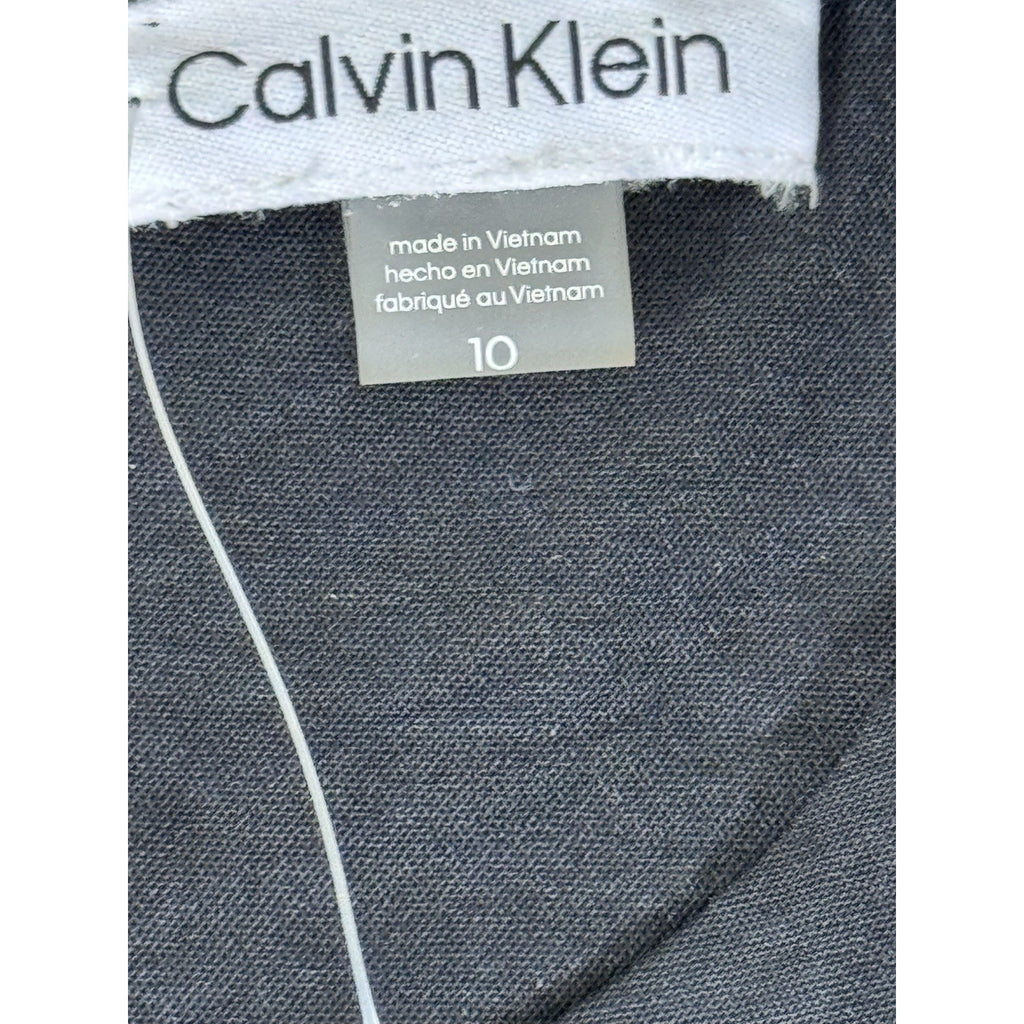 Calvin Klein
made in Vietnam
hecho en Vietnam
fabriqué au Vietnam
10